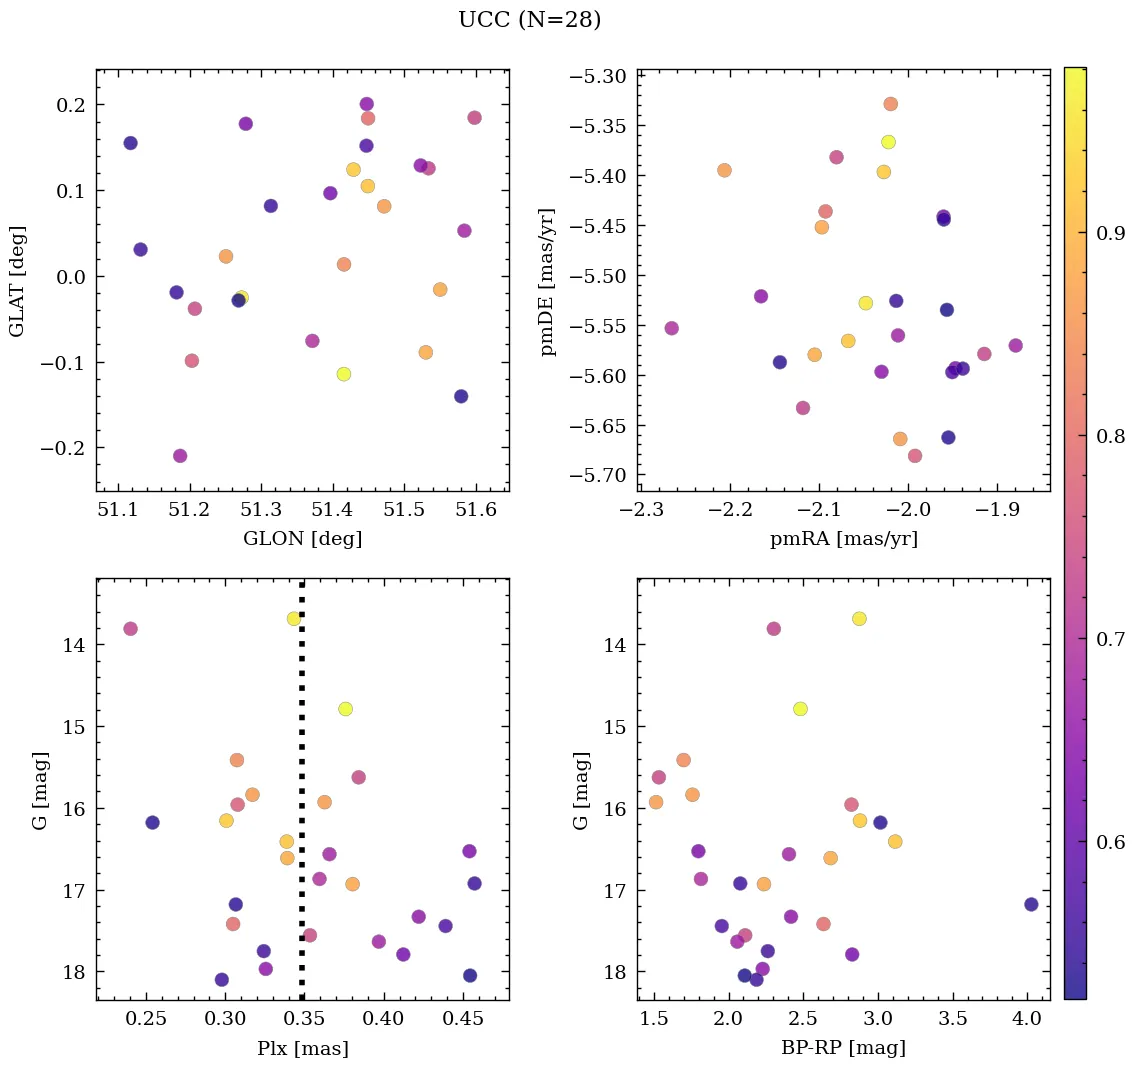 UCC (N=28)
0.2
0.1
0.0
−0.1
−0.2
GLAT [deg]
51.1 51.2 51.3 51.4 51.5 51.6
GLON [deg]
−5.30
−5.35
−5.40
−5.45
−5.50
−5.55
−5.60
−5.65
−5.70
pmDE [mas/yr]
−2.3 −2.2 −2.1 −2.0 −1.9
pmRA [mas/yr]
0.9
0.8
0.7
0.6
14
15
16
17
18
G [mag]
0.25 0.30 0.35 0.40 0.45
Plx [mas]
14
15
16
17
18
G [mag]
1.5 2.0 2.5 3.0 3.5 4.0
BP-RP [mag]